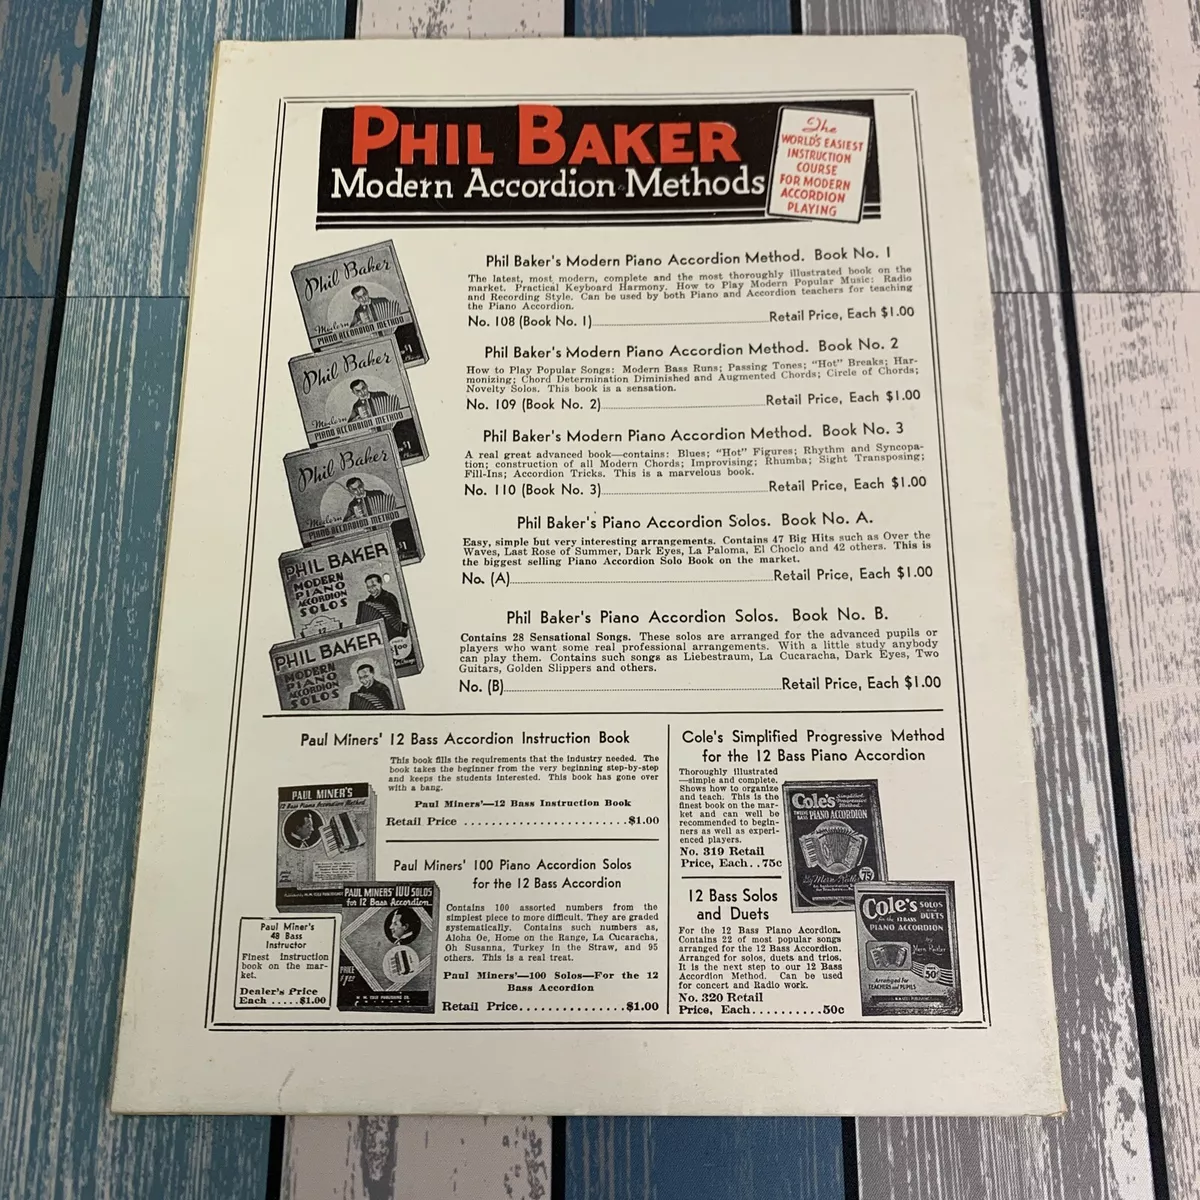 PHIL BAKER
Modern Accordion Methods
The
WORLD'S EASIEST
INSTRUCTION
COURSE
FOR MODERN
ACCORDION
PLAYING
Phil Baker's Modern Piano Accordion Method. Book No. 1
The latest, most modern, complete and the most thoroughly illustrated book on the
market. Practical Keyboard Harmony. How to Play Modern Popular Music: Radio
and Recording Style. Can be used by both Piano and Accordion teachers for teaching
the Piano Accordion.
No. 108 (Book No. 1) Retail Price, Each $1.00
Phil Baker's Modern Piano Accordion Method. Book No. 2
How to Play Popular Songs: Modern Bass Runs; Passing Tones; "Hot" Breaks; Har-
monizing; Chord Determination Diminished and Augmented Chords; Circle of Chords;
Novelty Solos. This book is a sensation.
No. 109 (Book No. 2) Retail Price, Each $1.00
Phil Baker's Modern Piano Accordion Method. Book No. 3
A real great advanced book—contains: Blues; "Hot" Figures; Rhythm and Syncopa-
tion; construction of all Modern Chords; Improvising; Rhumba; Sight Transposing;
Fill-Ins; Accordion Tricks. This is a marvelous book.
No. 110 (Book No. 3) Retail Price, Each $1.00
Phil Baker's Piano Accordion Solos. Book No. A.
Easy, simple but very interesting arrangements. Contains 47 Big Hits such as Over the
Waves, Last Rose of Summer, Dark Eyes, La Paloma, El Choclo and 42 others. This is
the biggest selling Piano Accordion Solo Book on the market.
No. (A) Retail Price, Each $1.00
Phil Baker's Piano Accordion Solos. Book No. B.
Contains 28 Sensational Songs. These solos are arranged for the advanced pupils or
players who want some real professional arrangements. With a little study anybody
can play them. Contains such songs as Liebestraum, La Cucaracha, Dark Eyes, Two
Guitars, Golden Slippers and others.
No. (B) Retail Price, Each $1.00
Phil Baker
Modern
PIANO ACCORDION METHOD
Phil Baker
Modern
PIANO ACCORDION METHOD
Phil Baker
Modern
PIANO ACCORDION METHOD
PHIL BAKER
MODERN
PIANO
ACCORDION
SOLOS
PHIL BAKER
MODERN
PIANO
ACCORDION
SOLOS
Paul Miners' 12 Bass Accordion Instruction Book
This book fills the requirements that the industry needed. The
book takes the beginner from the very beginning step-by-step
and keeps the students interested. This book has gone over
with a bang.
Paul Miners'—12 Bass Instruction Book
Retail Price ........................$1.00
PAUL MINER'S
12 Bass Piano Accordion Method
Paul Miners' 100 Piano Accordion Solos
for the 12 Bass Accordion
Contains 100 assorted numbers from the
simplest piece to more difficult. They are graded
systematically. Contains such numbers as,
Aloha Oe, Home on the Range, La Cucaracha,
Oh Susanna, Turkey in the Straw, and 95
others. This is a real treat.
Paul Miners'—100 Solos—For the 12
Bass Accordion
Retail Price................$1.00
PAUL MINERS' 100 SOLOS
for 12 Bass Accordion
PRICE
Paul Miner's
48 Bass
Instructor
Finest Instruction
book on the mar-
ket.
Dealer's Price
Each .....$1.00
Cole's Simplified Progressive Method
for the 12 Bass Piano Accordion
Thoroughly illustrated
—simple and complete.
Shows how to organize
and teach. This is the
finest book on the mar-
ket and can well be
recommended to begin-
ners as well as experi-
enced players.
No. 319 Retail
Price, Each..75c
Cole's
PIANO ACCORDION
75
12 Bass Solos
and Duets
For the 12 Bass Piano Acordion.
Contains 22 of most popular songs
arranged for the 12 Bass Accordion.
Arranged for solos, duets and trios.
It is the next step to our 12 Bass
Accordion Method. Can be used
for concert and Radio work.
No. 320 Retail
Price, Each..........50c
Cole's SOLOS
DUETS
PIANO ACCORDION
50¢
Arranged for
TEACHERS and PUPILS